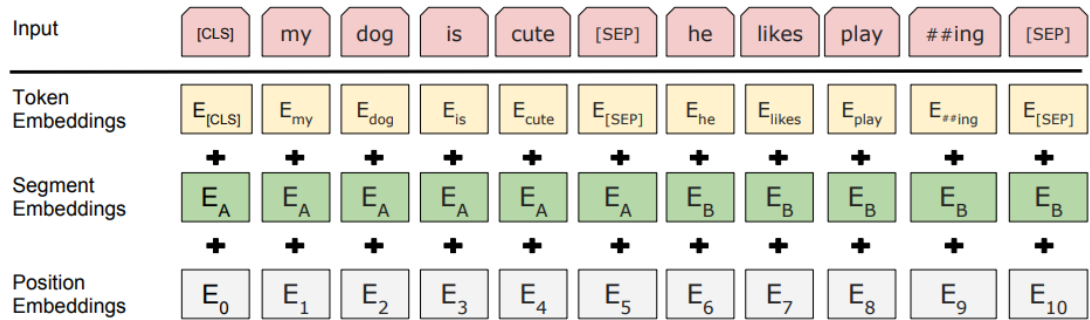 Input [CLS] my dog is cute [SEP] he likes play ##ing [SEP]
Token Embeddings E[CLS] Emy Edog Eis Ecute E[SEP] Ehe Elikes Eplay E##ing E[SEP]
+ + + + + + + + + + +
Segment Embeddings EA EA EA EA EA EA EB EB EB EB EB
+ + + + + + + + + + +
Position Embeddings E0 E1 E2 E3 E4 E5 E6 E7 E8 E9 E10